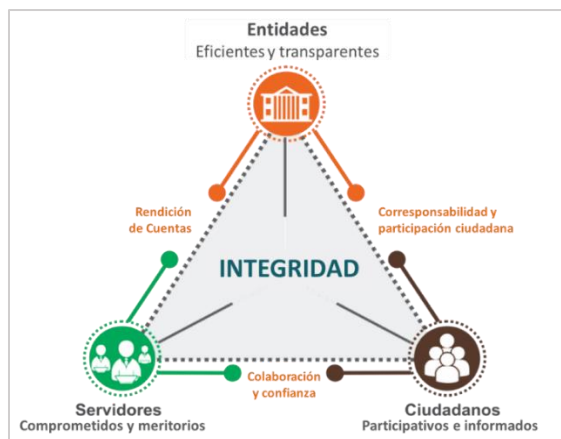 Entidades
Eficientes y transparentes
Rendición
de Cuentas
Corresponsabilidad y
participación ciudadana
INTEGRIDAD
Colaboración
y confianza
Servidores
Comprometidos y meritorios
Ciudadanos
Participativos e informados